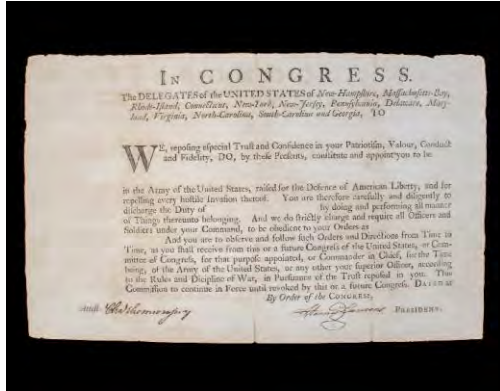 IN CONGRESS.
The DELEGATES of the UNITED STATES of New-Hampshire, Massachusetts-Bay,
Rhode-Island, Connecticut, New-York, New-Jersey, Pennsylvania, Delaware, Mary-
land, Virginia, North-Carolina, South-Carolina and Georgia, TO
WE, reposing especial Trust and Confidence in your Patriotism, Valour, Conduct
and Fidelity, DO, by these Presents, constitute and appoint you to be
in the Army of the United States, raised for the Defence of American Liberty, and for
repelling every hostile Invasion thereof. You are therefore carefully and diligently to
discharge the Duty of by doing and performing all manner
of Things thereunto belonging. And we do strictly charge and require all Officers and
Soldiers under your Command, to be obedient to your Orders as
And you are to observe and follow such Orders and Directions from Time to
Time, as you shall receive from this or a future Congress of the United States, or Com-
mittee of Congress, for that purpose appointed, or Commander in Chief, for the Time
being, of the Army of the United States, or any other your superior Officer, according
to the Rules and Discipline of War, in Pursuance of the Trust reposed in you. This
Commission to continue in Force until revoked by this or a future Congress. DATED at
By Order of the CONGRESS,
Attest. Chas Thomson secy Henry Laurens PRESIDENT.